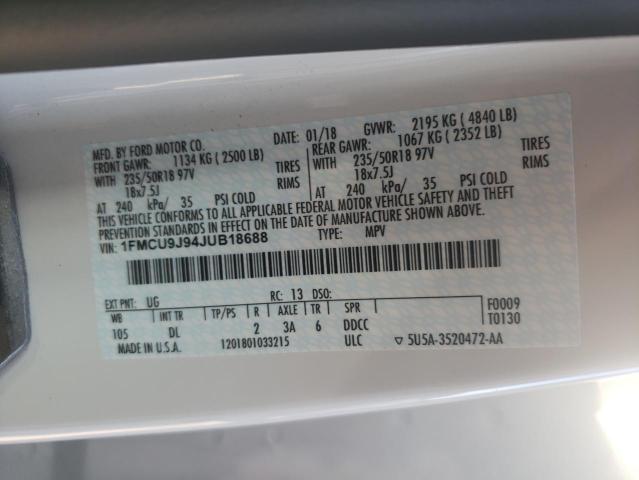 MFD. BY FORD MOTOR CO.
DATE: 01/18 GVWR: 2195 KG ( 4840 LB)
FRONT GAWR: 1134 KG ( 2500 LB) REAR GAWR: 1067 KG ( 2352 LB)
WITH 235/50R18 97V TIRES WITH 235/50R18 97V TIRES
18x7.5J RIMS 18x7.5J RIMS
AT 240 kPa/ 35 PSI COLD AT 240 kPa/ 35 PSI COLD
THIS VEHICLE CONFORMS TO ALL APPLICABLE FEDERAL MOTOR VEHICLE SAFETY AND THEFT
PREVENTION STANDARDS IN EFFECT ON THE DATE OF MANUFACTURE SHOWN ABOVE.
VIN: 1FMCU9J94JUB18688 TYPE: MPV
EXT PNT: UG RC: 13 DSO:
WB INT TR TP/PS R AXLE TR SPR F0009
105 DL 2 3A 6 DDCC T0130
MADE IN U.S.A. 1201801033215 ULC ▽ 5U5A-3520472-AA